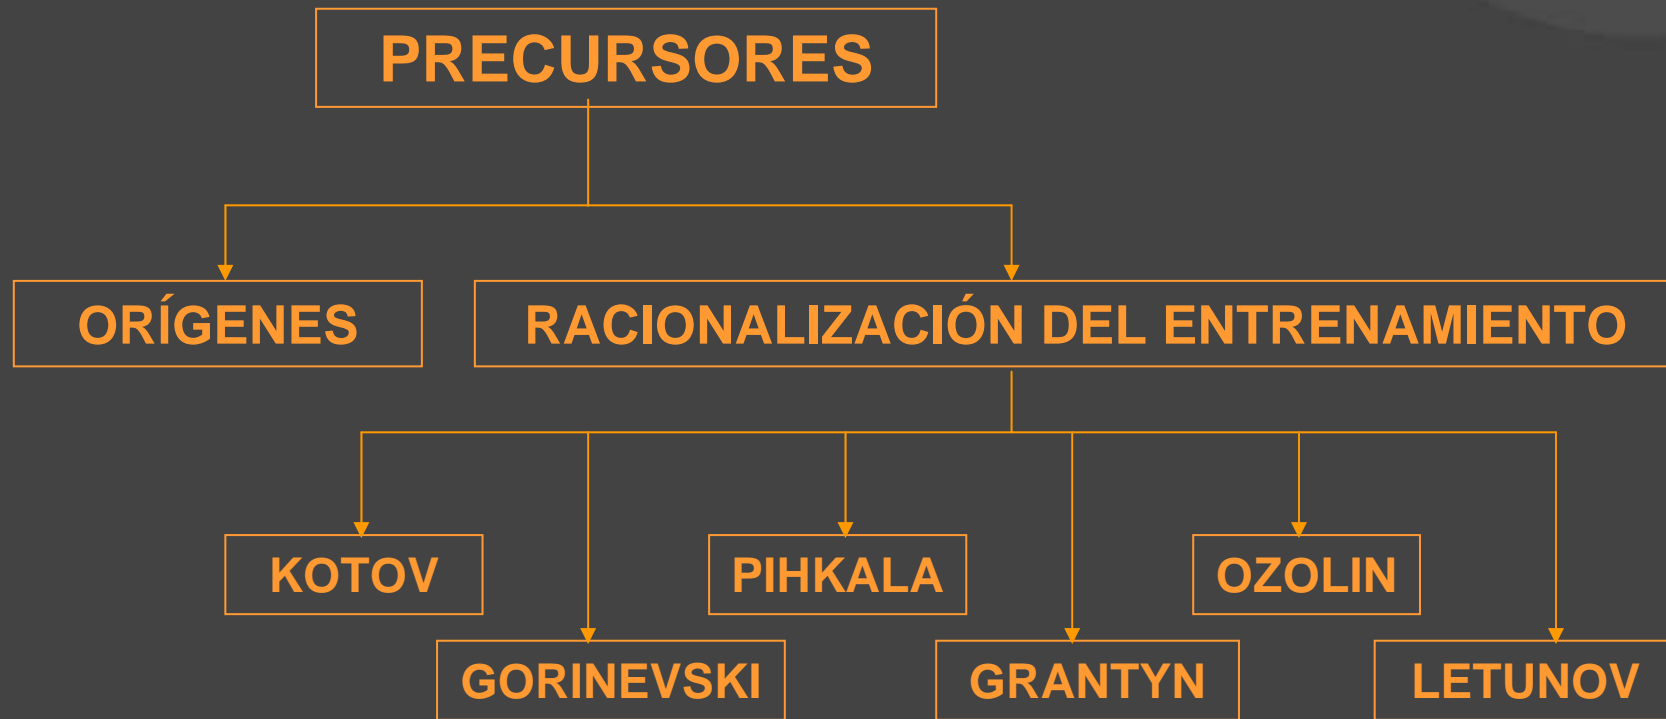 PRECURSORES
ORÍGENES
RACIONALIZACIÓN DEL ENTRENAMIENTO
KOTOV
PIHKALA
OZOLIN
GORINEVSKI
GRANTYN
LETUNOV